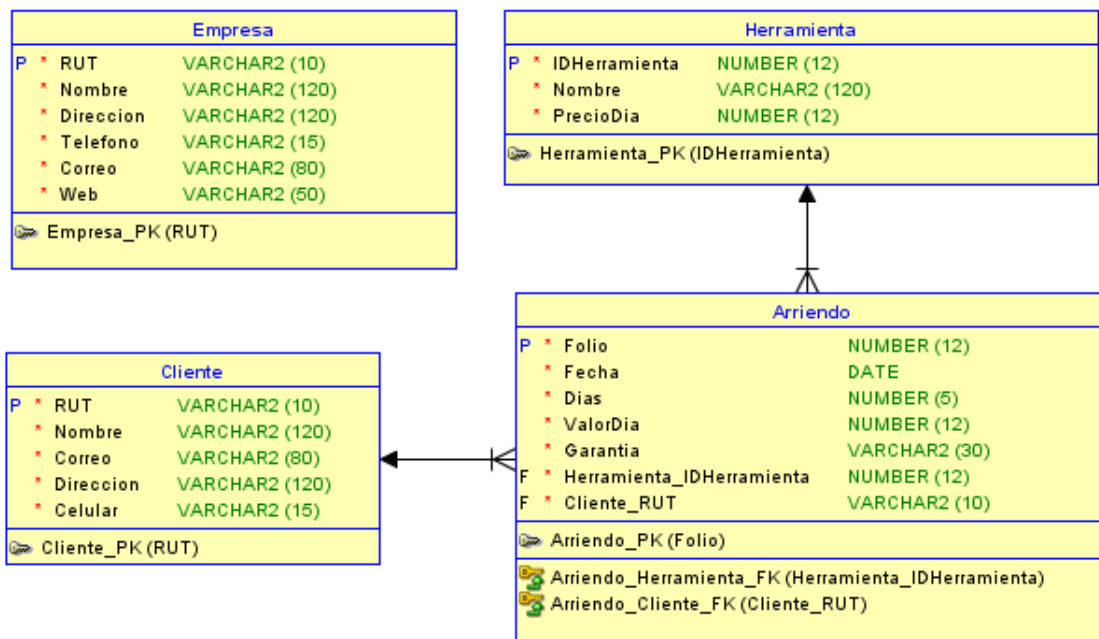 Empresa
P * RUT VARCHAR2 (10)
* Nombre VARCHAR2 (120)
* Direccion VARCHAR2 (120)
* Telefono VARCHAR2 (15)
* Correo VARCHAR2 (80)
* Web VARCHAR2 (50)
Empresa_PK (RUT)
Herramienta
P * IDHerramienta NUMBER (12)
* Nombre VARCHAR2 (120)
* PrecioDia NUMBER (12)
Herramienta_PK (IDHerramienta)
Cliente
P * RUT VARCHAR2 (10)
* Nombre VARCHAR2 (120)
* Correo VARCHAR2 (80)
* Direccion VARCHAR2 (120)
* Celular VARCHAR2 (15)
Cliente_PK (RUT)
Arriendo
P * Folio NUMBER (12)
* Fecha DATE
* Dias NUMBER (5)
* ValorDia NUMBER (12)
* Garantia VARCHAR2 (30)
F * Herramienta_IDHerramienta NUMBER (12)
F * Cliente_RUT VARCHAR2 (10)
Arriendo_PK (Folio)
Arriendo_Herramienta_FK (Herramienta_IDHerramienta)
Arriendo_Cliente_FK (Cliente_RUT)